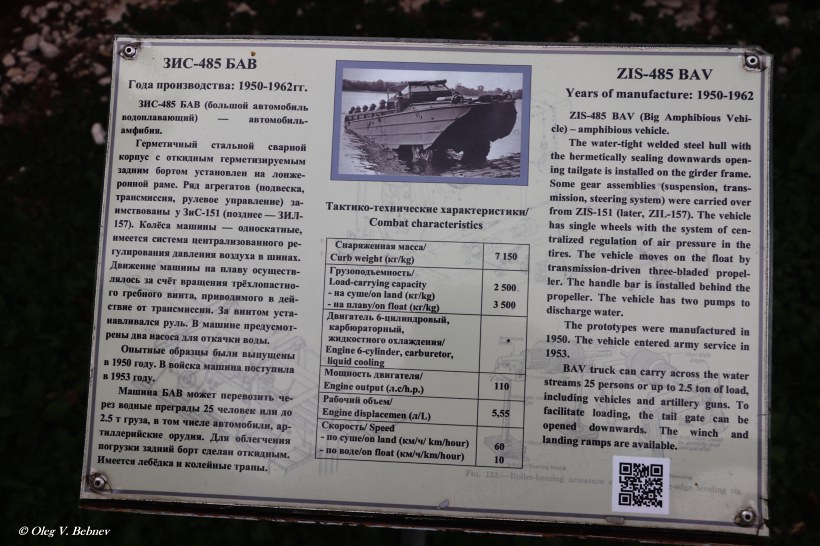 ЗИС-485 БАВ
Года производства: 1950-1962гг.
ЗИС-485 БАВ (большой автомобиль
водоплавающий) — автомобиль-
амфибия.
Герметичный стальной сварной
корпус с откидным герметизируемым
задним бортом установлен на лонже-
ронной раме. Ряд агрегатов (подвеска,
трансмиссия, рулевое управление) за-
имствованы у ЗиС-151 (позднее — ЗИЛ-
157). Колёса машины — односкатные,
имеется система централизованного ре-
гулирования давления воздуха в шинах.
Движение машины на плаву осуществ-
лялось за счёт вращения трёхлопастно-
го гребного винта, приводимого в дей-
ствие от трансмиссии. За винтом уста-
навливался руль. В машине предусмот-
рены два насоса для откачки воды.
Опытные образцы были выпущены
в 1950 году. В войска машина поступила
в 1953 году.
Машина БАВ может перевозить че-
рез водные преграды 25 человек или до
2.5 т груза, в том числе автомобили, ар-
тиллерийские орудия. Для облегчения
погрузки задний борт сделан откидным.
Имеется лебёдка и колейные трапы.
Тактико-технические характеристики/
Combat characteristics
Снаряженная масса/
Curb weight (кг/kg) 7 150
Грузоподъемность/
Load-carrying capacity
- на суше/on land (кг/kg) 2 500
- на плаву/on float (кг/kg) 3 500
Двигатель 6-цилиндровый,
карбюраторный,
жидкостного охлаждения/
Engine 6-cylinder, carburetor,
liquid cooling
Мощность двигателя/
Engine output (л.с/h.p.) 110
Рабочий объем/
Engine displacemen (л/L) 5,55
Скорость/ Speed
- по суше/on land (км/ч/ km/hour) 60
- по воде/on float (км/ч/km/hour) 10
ZIS-485 BAV
Years of manufacture: 1950-1962
ZIS-485 BAV (Big Amphibious Vehi-
cle) – amphibious vehicle.
The water-tight welded steel hull with
the hermetically sealing downwards open-
ing tailgate is installed on the girder frame.
Some gear assemblies (suspension, trans-
mission, steering system) were carried over
from ZIS-151 (later, ZIL-157). The vehicle
has single wheels with the system of cen-
tralized regulation of air pressure in the
tires. The vehicle moves on the float by
transmission-driven three-bladed propel-
ler. The handle bar is installed behind the
propeller. The vehicle has two pumps to
discharge water.
The prototypes were manufactured in
1950. The vehicle entered army service in
1953.
BAV truck can carry across the water
streams 25 persons or up to 2.5 ton of load,
including vehicles and artillery guns. To
facilitate loading, the tail gate can be
opened downwards. The winch and
landing ramps are available.
© Oleg V. Bebnev